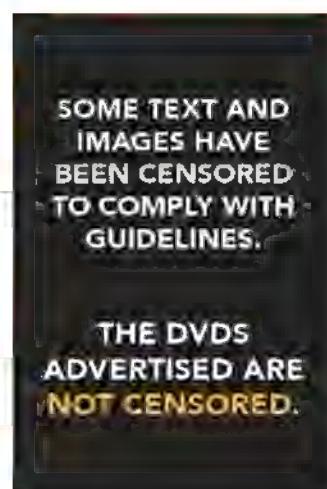 SOME TEXT AND
IMAGES HAVE
BEEN CENSORED
TO COMPLY WITH
GUIDELINES.
THE DVDS
ADVERTISED ARE
NOT CENSORED.